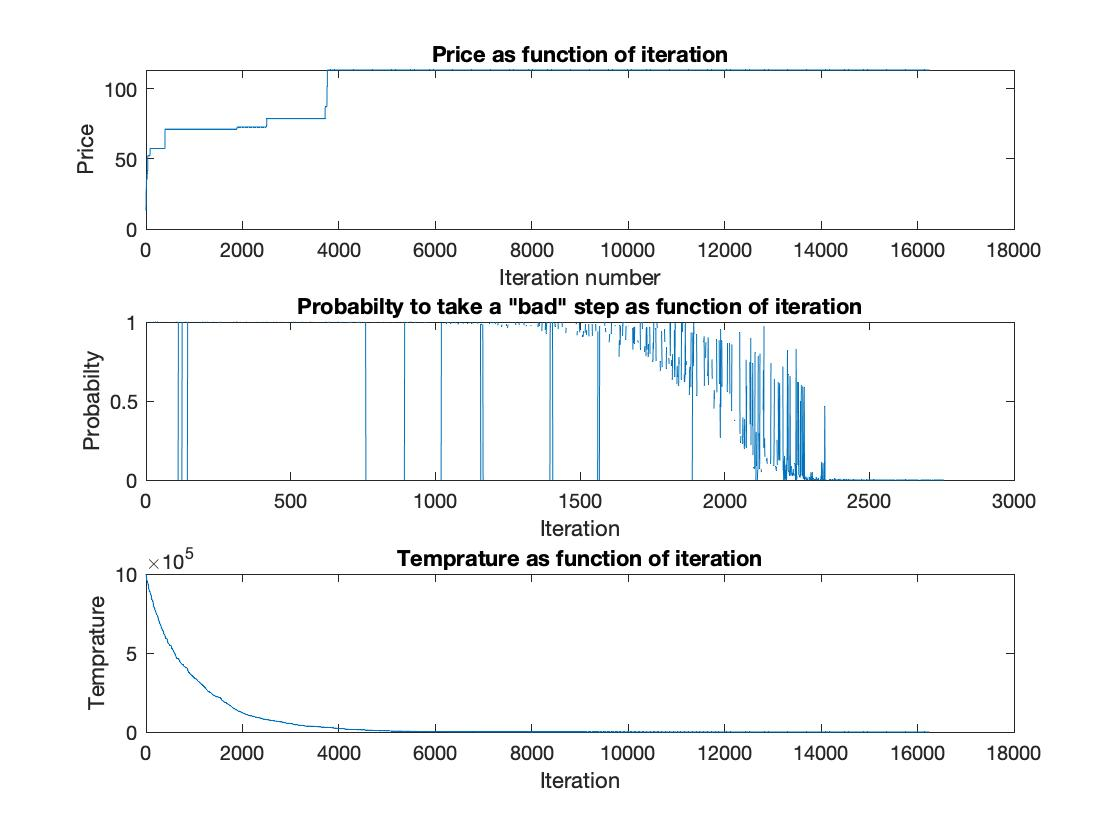 Price as function of iteration
Price
100
50
0
0 2000 4000 6000 8000 10000 12000 14000 16000 18000
Iteration number
Probabilty to take a "bad" step as function of iteration
Probabilty
1
0.5
0
0 500 1000 1500 2000 2500 3000
Iteration
Temprature as function of iteration
×10^5
Temprature
10
5
0
0 2000 4000 6000 8000 10000 12000 14000 16000 18000
Iteration